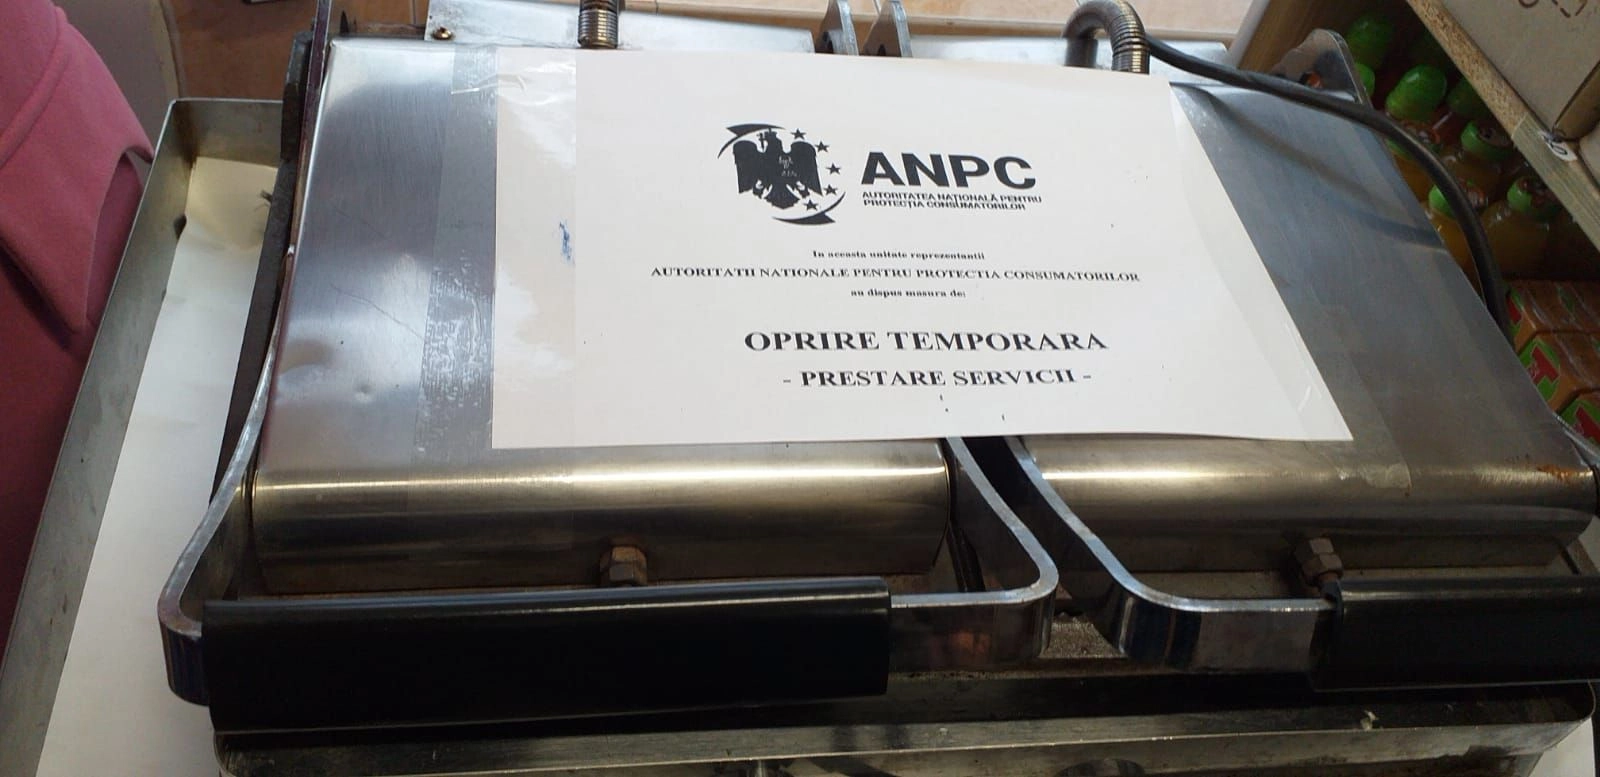 ANPC
AUTORITATEA NAȚIONALĂ PENTRU
PROTECȚIA CONSUMATORILOR
In aceasta unitate reprezentantii
AUTORITATII NATIONALE PENTRU PROTECTIA CONSUMATORILOR
au dispus masura de:
OPRIRE TEMPORARA
- PRESTARE SERVICII -